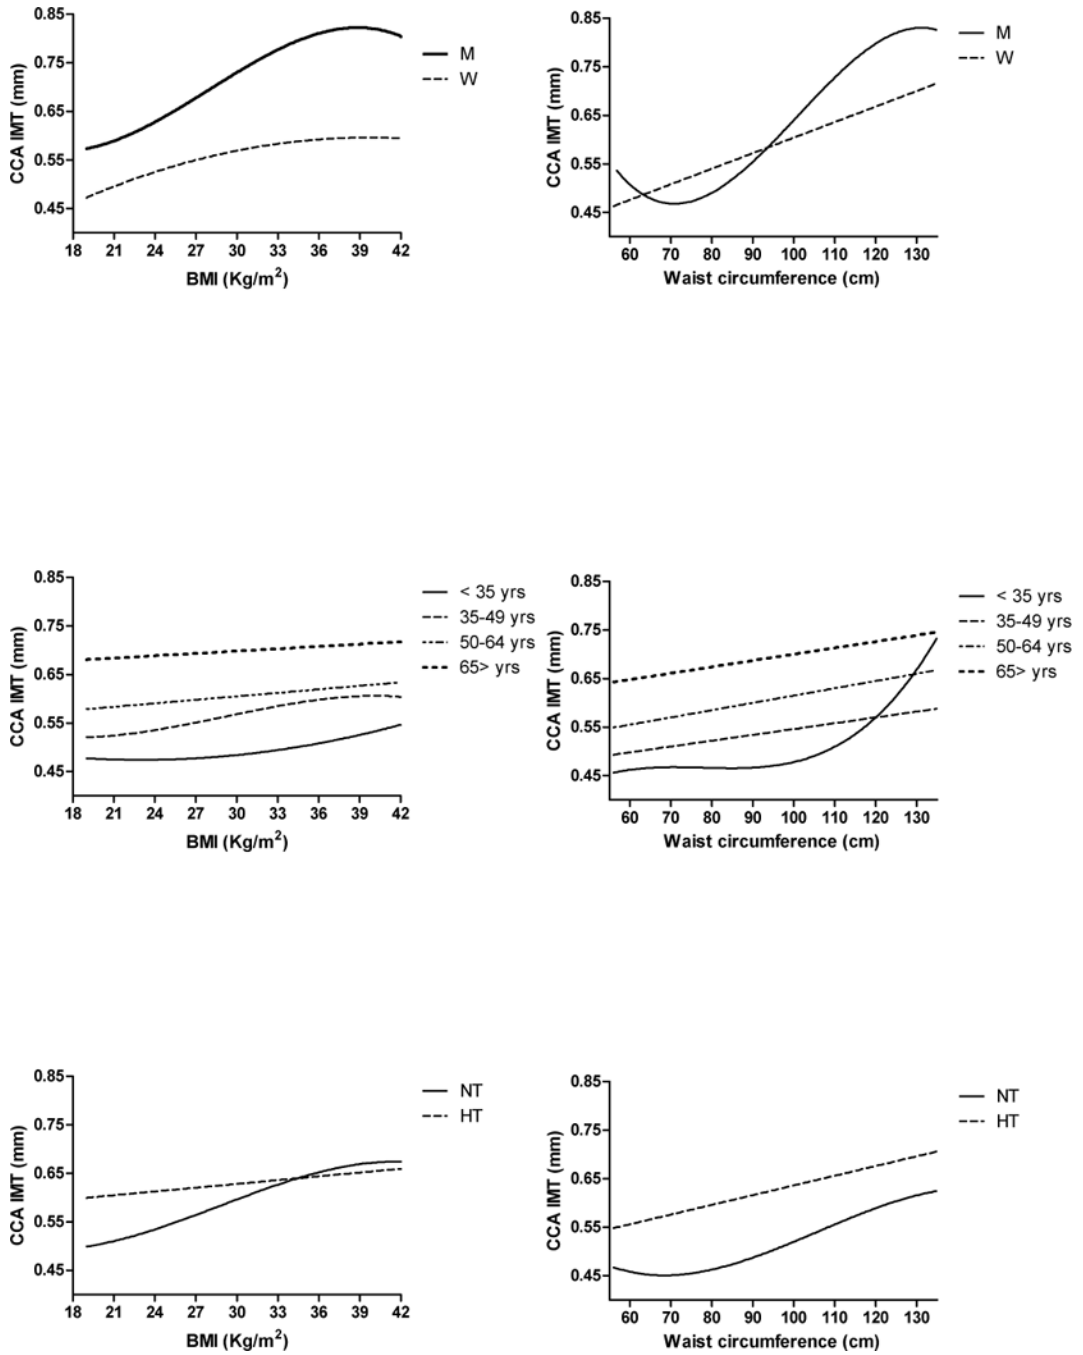 CCA IMT (mm)
0.85
0.75
0.65
0.55
0.45
18 21 24 27 30 33 36 39 42
BMI (Kg/m²)
M
W
CCA IMT (mm)
0.85
0.75
0.65
0.55
0.45
60 70 80 90 100 110 120 130
Waist circumference (cm)
M
W
CCA IMT (mm)
0.85
0.75
0.65
0.55
0.45
18 21 24 27 30 33 36 39 42
BMI (Kg/m²)
< 35 yrs
35-49 yrs
50-64 yrs
65> yrs
CCA IMT (mm)
0.85
0.75
0.65
0.55
0.45
60 70 80 90 100 110 120 130
Waist circumference (cm)
< 35 yrs
35-49 yrs
50-64 yrs
65> yrs
CCA IMT (mm)
0.85
0.75
0.65
0.55
0.45
18 21 24 27 30 33 36 39 42
BMI (Kg/m²)
NT
HT
CCA IMT (mm)
0.85
0.75
0.65
0.55
0.45
60 70 80 90 100 110 120 130
Waist circumference (cm)
NT
HT